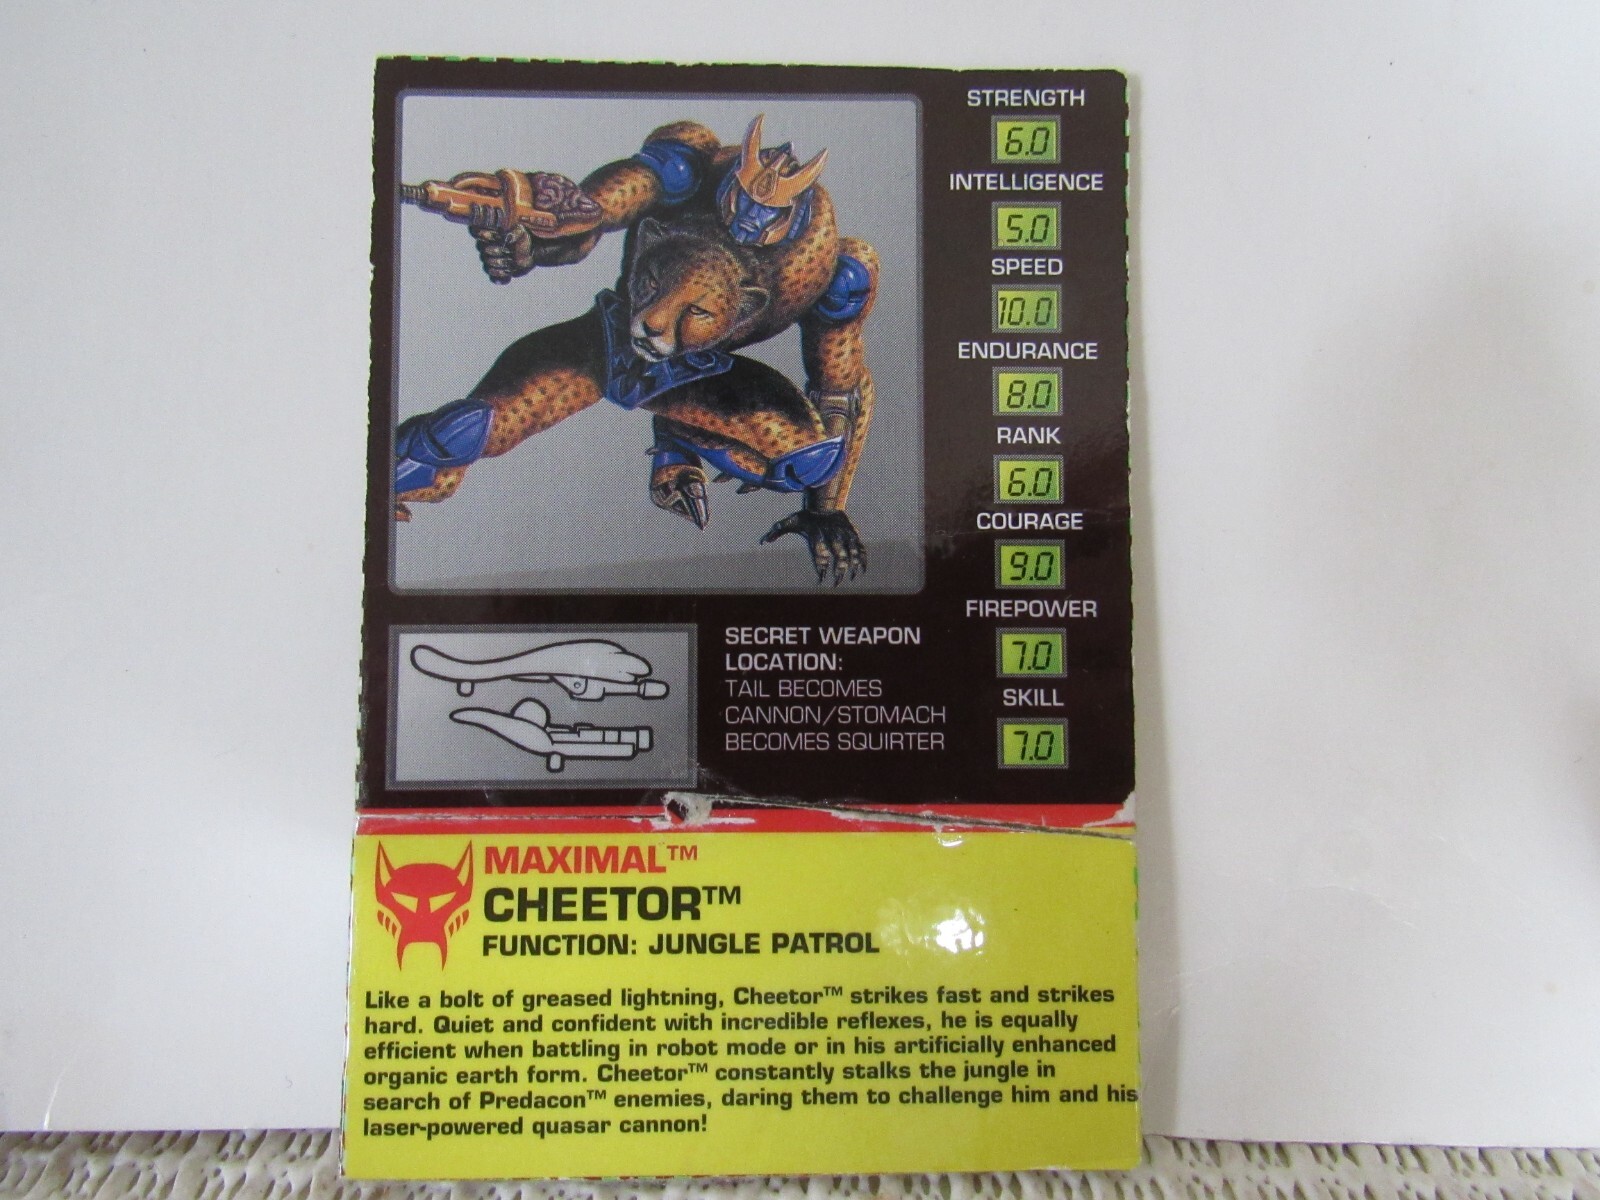 STRENGTH
6.0
INTELLIGENCE
5.0
SPEED
10.0
ENDURANCE
8.0
RANK
6.0
COURAGE
9.0
FIREPOWER
7.0
SKILL
7.0
SECRET WEAPON
LOCATION:
TAIL BECOMES
CANNON/STOMACH
BECOMES SQUIRTER
MAXIMAL™
CHEETOR™
FUNCTION: JUNGLE PATROL
Like a bolt of greased lightning, Cheetor™ strikes fast and strikes
hard. Quiet and confident with incredible reflexes, he is equally
efficient when battling in robot mode or in his artificially enhanced
organic earth form. Cheetor™ constantly stalks the jungle in
search of Predacon™ enemies, daring them to challenge him and his
laser-powered quasar cannon!